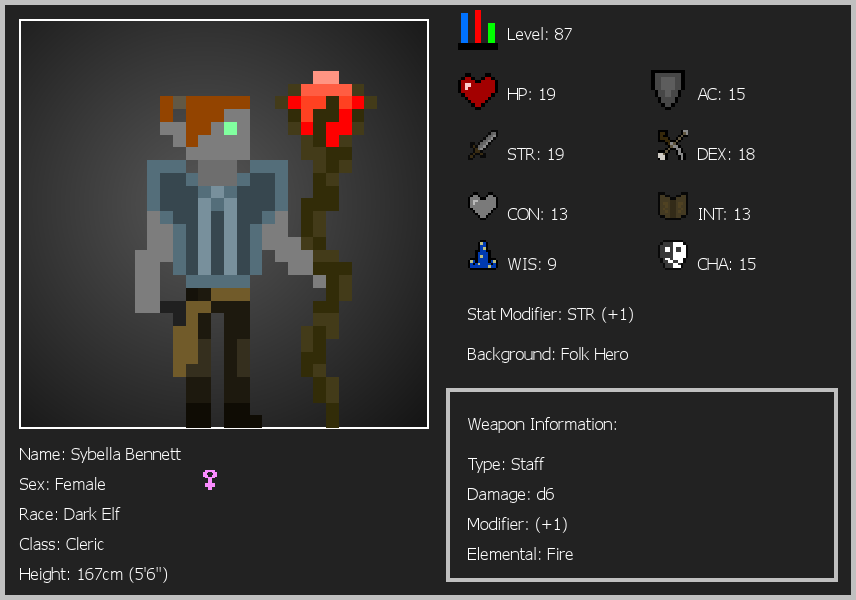 Level: 87
HP: 19
AC: 15
STR: 19
DEX: 18
CON: 13
INT: 13
WIS: 9
CHA: 15
Stat Modifier: STR (+1)
Background: Folk Hero
Weapon Information:
Type: Staff
Damage: d6
Modifier: (+1)
Elemental: Fire
Name: Sybella Bennett
Sex: Female
Race: Dark Elf
Class: Cleric
Height: 167cm (5'6")